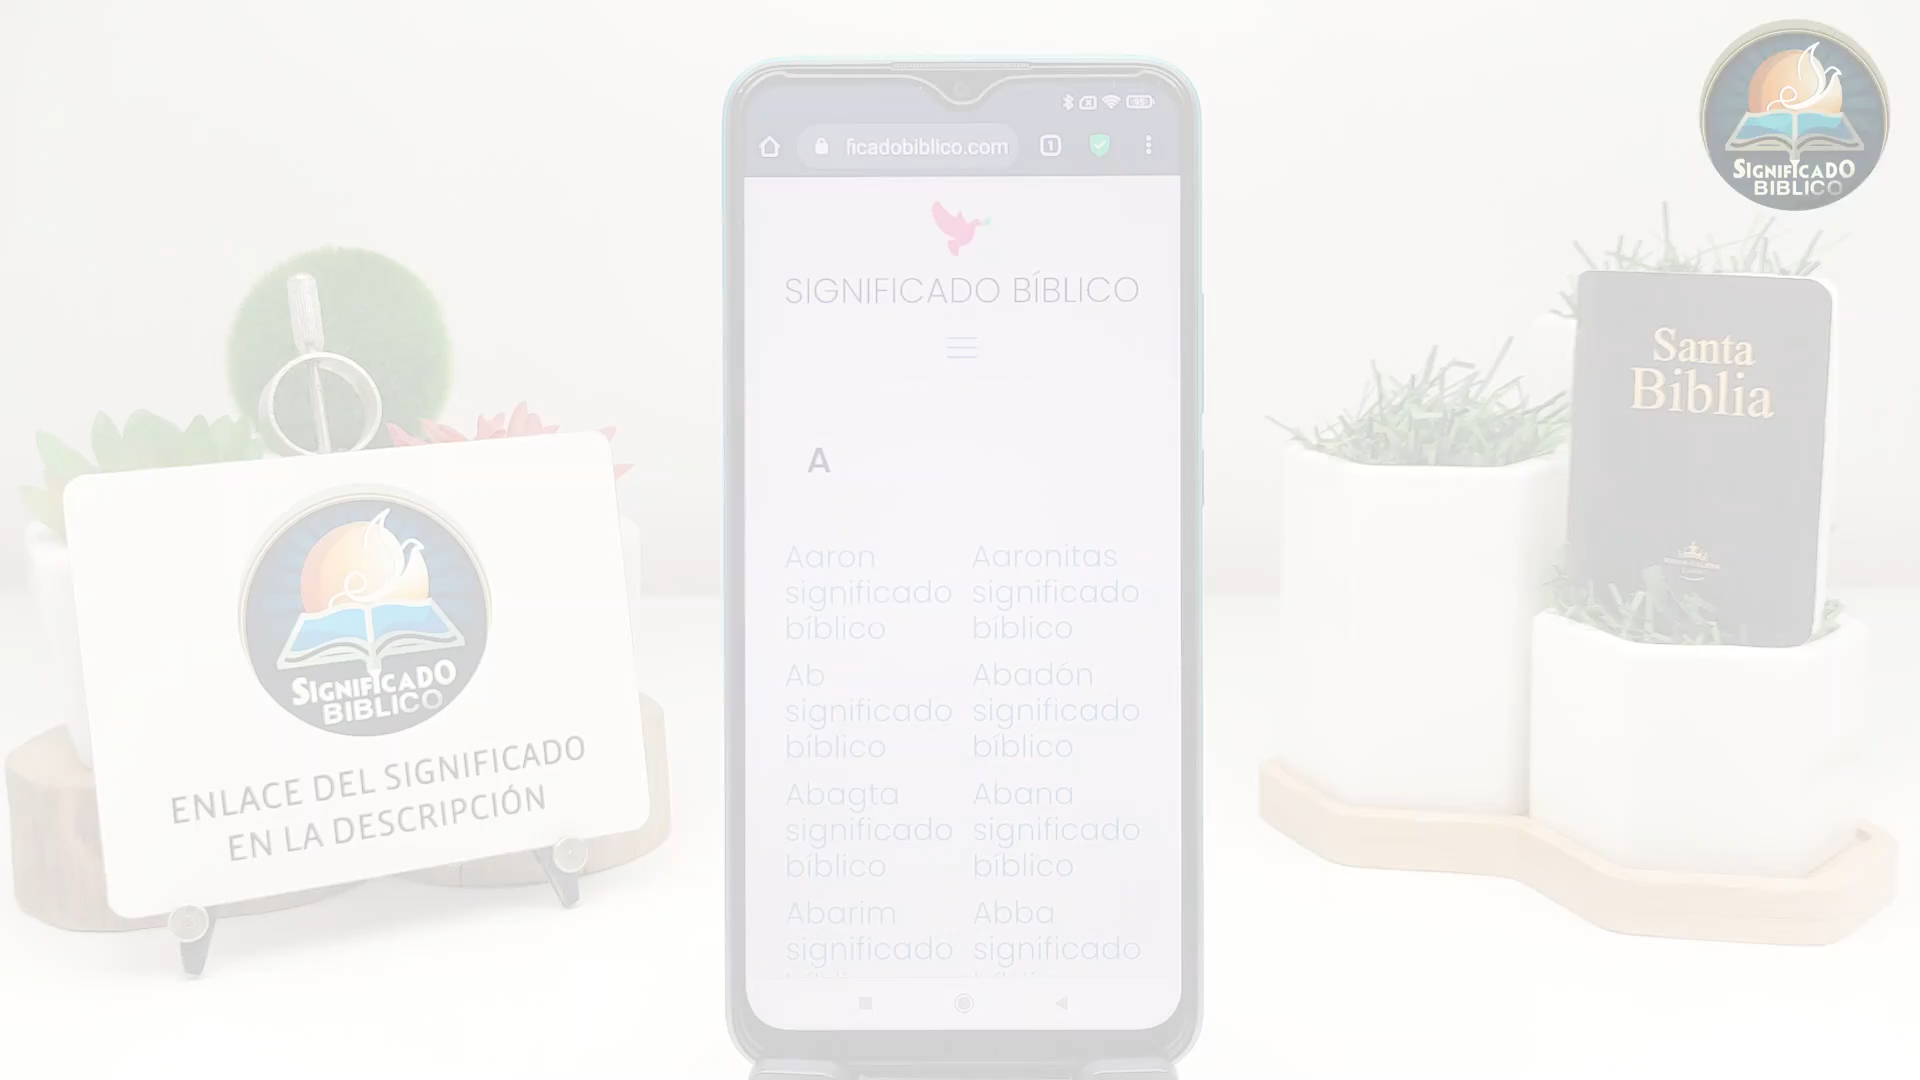 SIGNIFICADO
BIBLICO
95
ficadobiblico.com
1
SIGNIFICADO BÍBLICO
A
Aaron
significado
bíblico
Aaronitas
significado
bíblico
Ab
significado
bíblico
Abadón
significado
bíblico
Abagta
significado
bíblico
Abana
significado
bíblico
Abarim
significado
Abba
significado
SIGNIFICADO
BIBLICO
ENLACE DEL SIGNIFICADO
EN LA DESCRIPCIÓN
Santa
Biblia